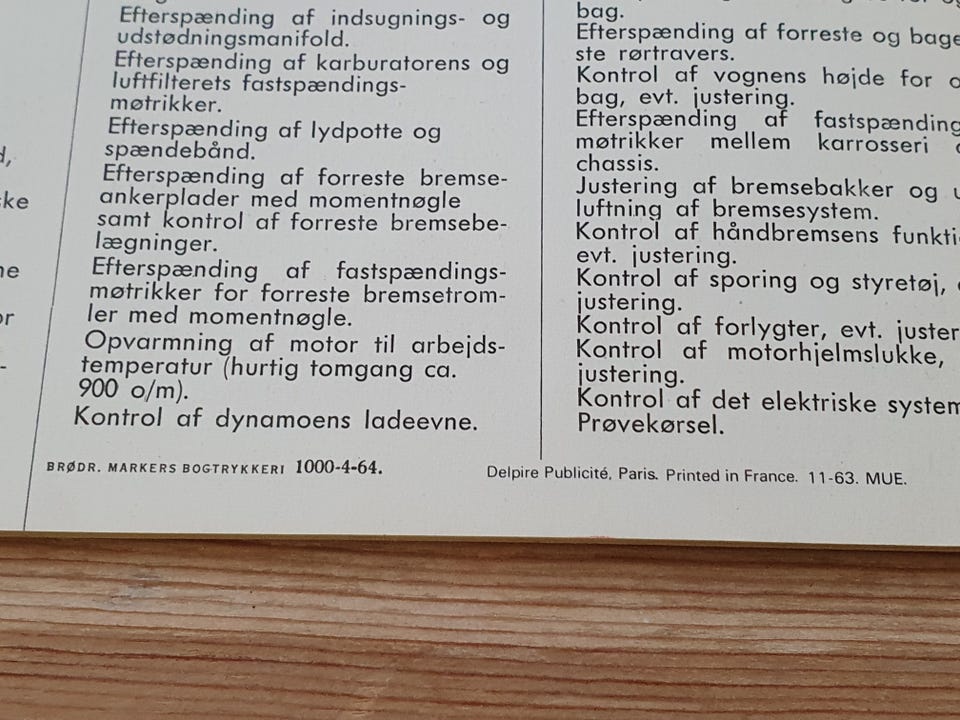 Efterspænding af indsugnings- og
udstødningsmanifold.
Efterspænding af karburatorens og
luftfilterets fastspændings-
møtrikker.
Efterspænding af lydpotte og
spændebånd.
Efterspænding af forreste bremse-
ankerplader med momentnøgle
samt kontrol af forreste bremsebe-
lægninger.
Efterspænding af fastspændings-
møtrikker for forreste bremsetrom-
ler med momentnøgle.
Opvarmning af motor til arbejds-
temperatur (hurtig tomgang ca.
900 o/m).
Kontrol af dynamoens ladeevne.
bag.
Efterspænding af forreste og bage
ste rørtravers.
Kontrol af vognens højde for o
bag, evt. justering.
Efterspænding af fastspænding
møtrikker mellem karrosseri
chassis.
Justering af bremsebakker og u
luftning af bremsesystem.
Kontrol af håndbremsens funkti
evt. justering.
Kontrol af sporing og styretøj,
justering.
Kontrol af forlygter, evt. juster
Kontrol af motorhjelmslukke,
justering.
Kontrol af det elektriske system
Prøvekørsel.
BRØDR. MARKERS BOGTRYKKERI 1000-4-64.
Delpire Publicité, Paris. Printed in France. 11-63. MUE.